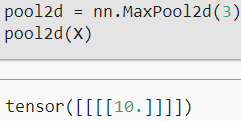 pool2d = nn.MaxPool2d(3)
pool2d(X)
tensor([[[[10.]]]])